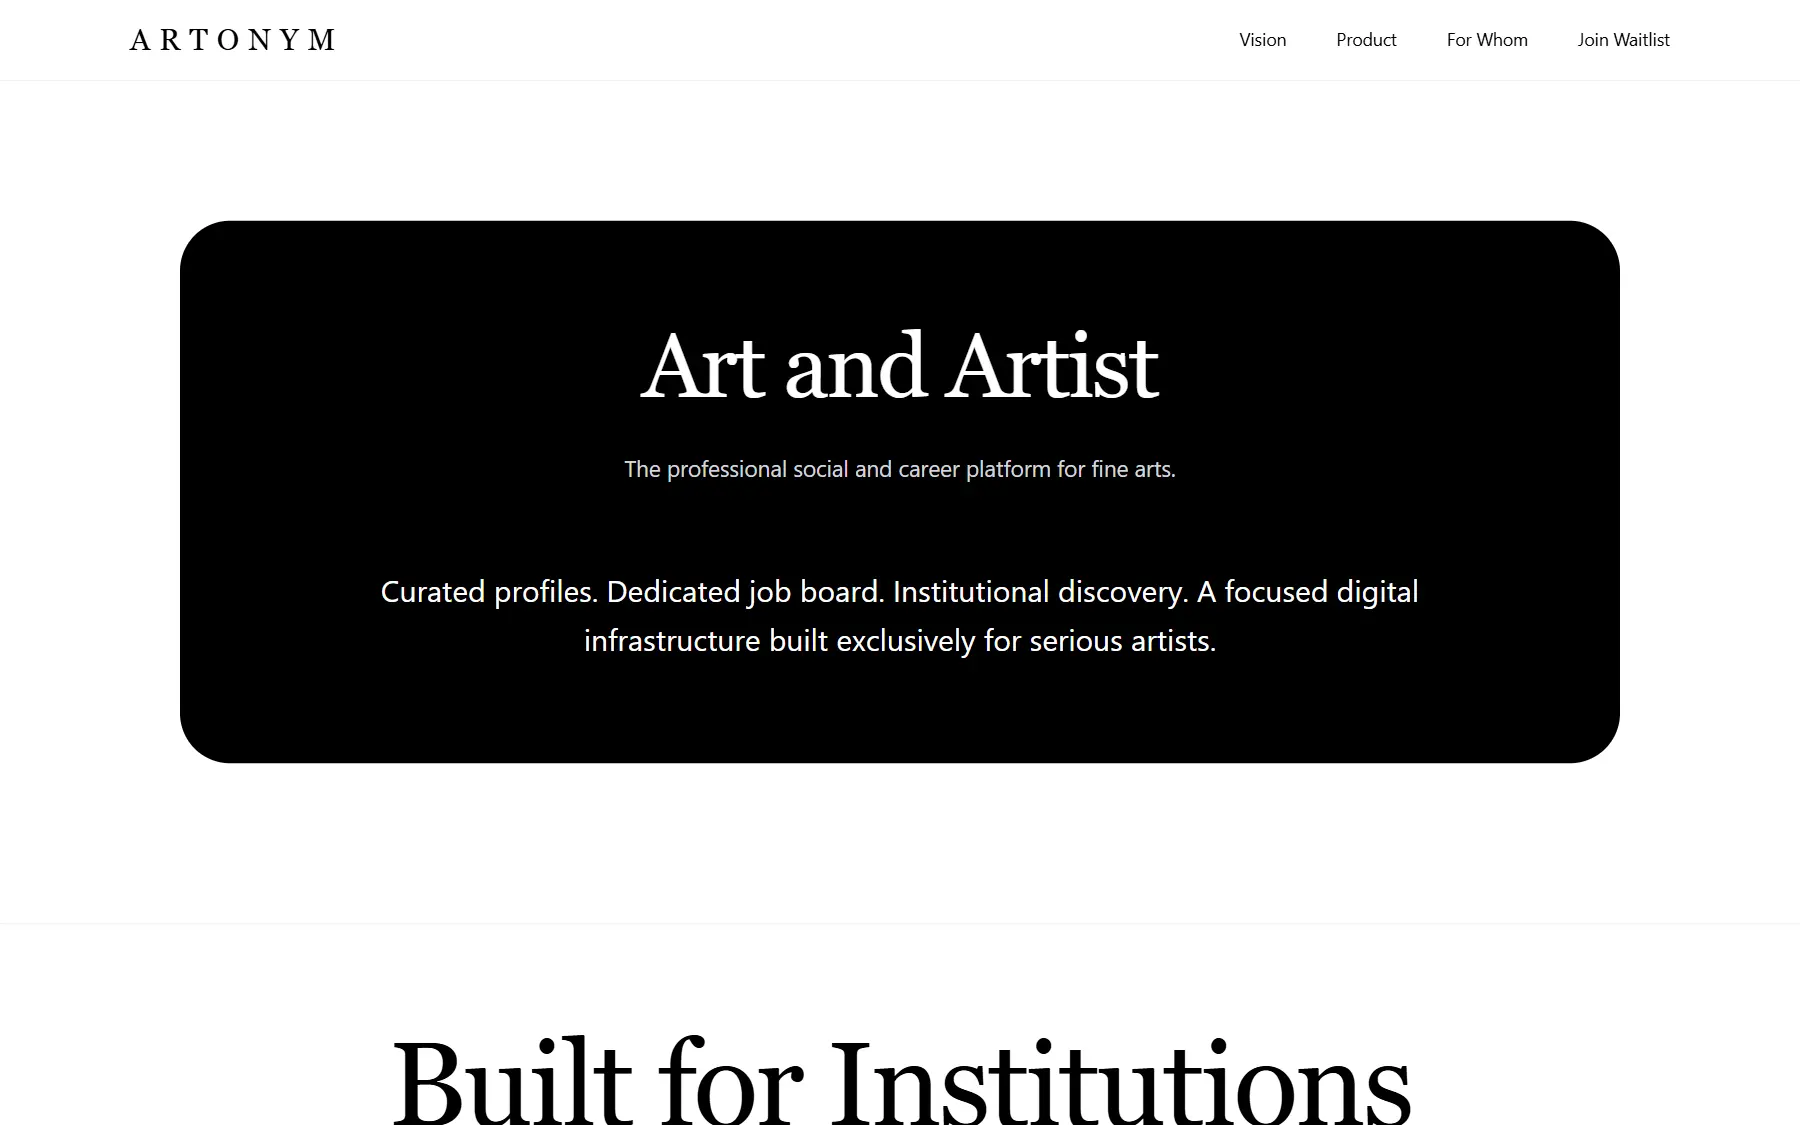 ARTONYM
Vision
Product
For Whom
Join Waitlist
Art and Artist
The professional social and career platform for fine arts.
Curated profiles. Dedicated job board. Institutional discovery. A focused digital
infrastructure built exclusively for serious artists.
Built for Institutions